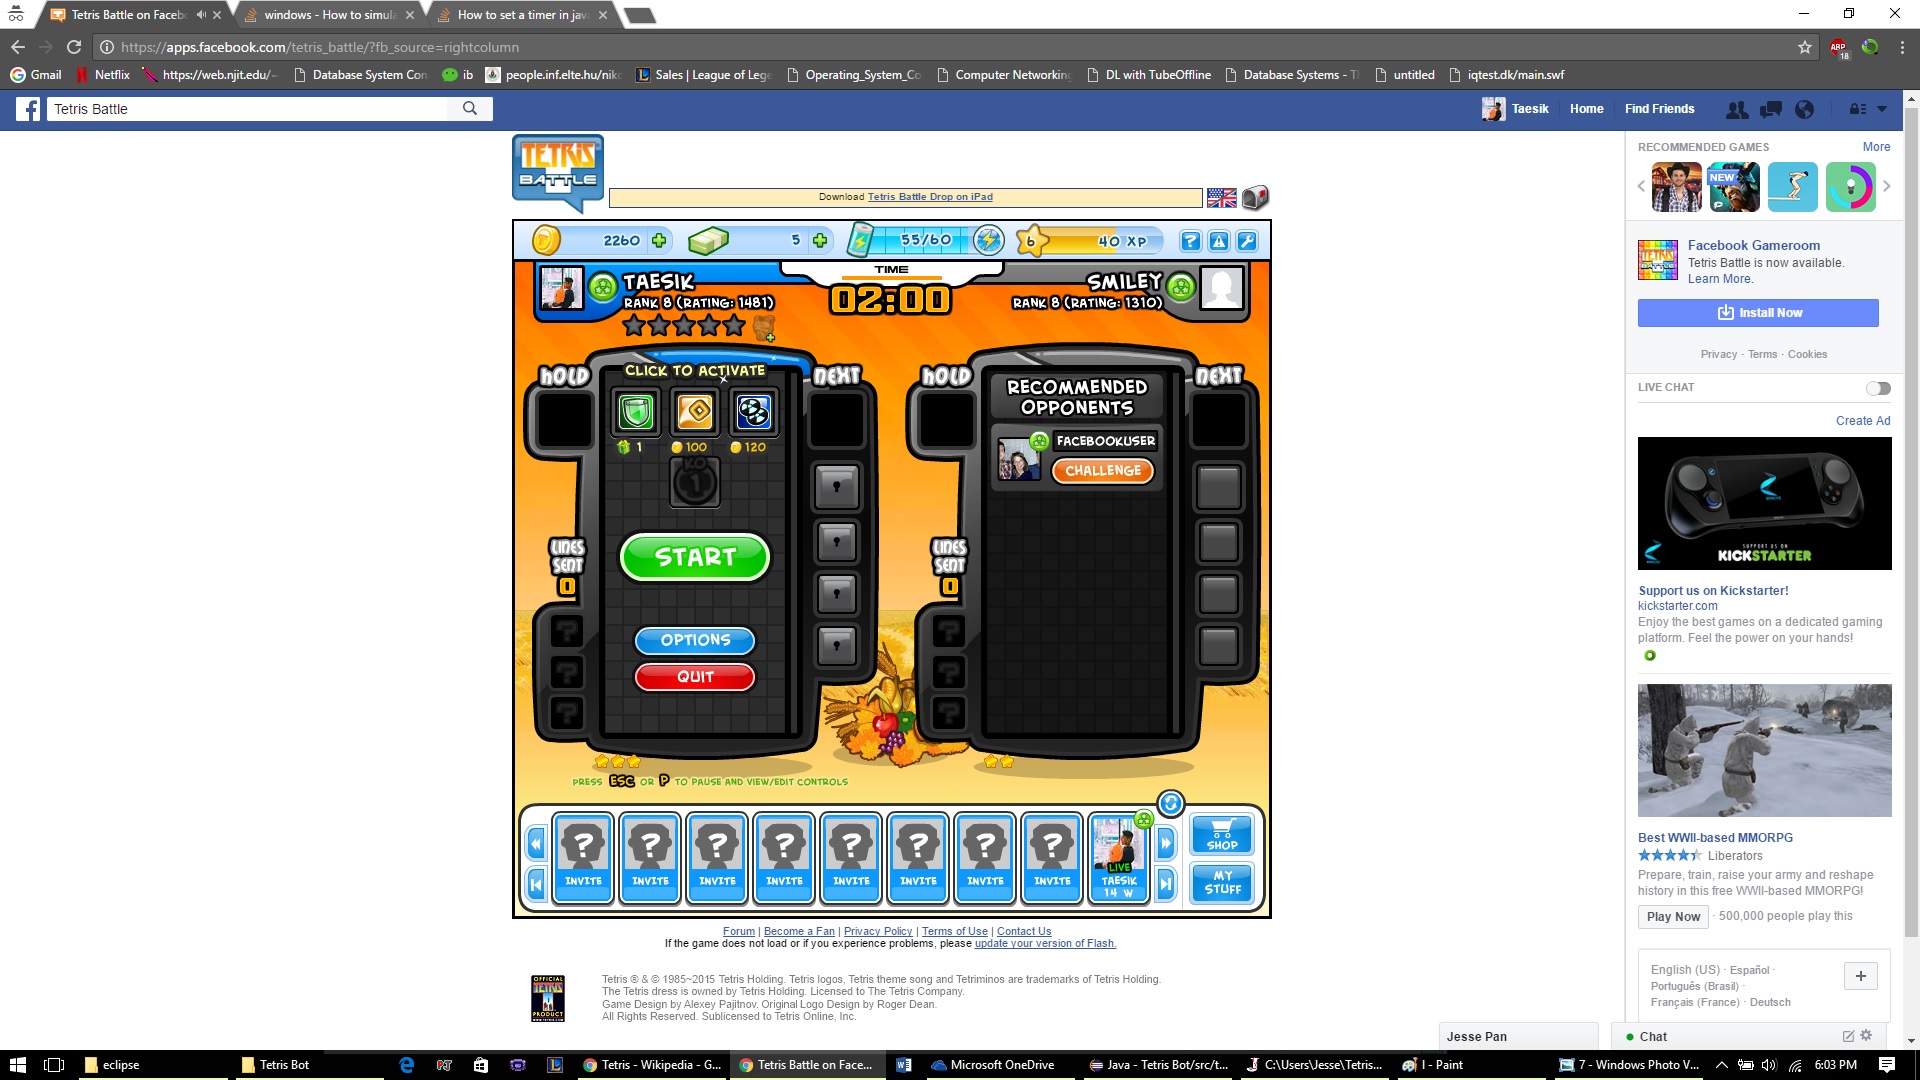 Tetris Battle on Faceb
windows - How to simula
How to set a timer in jav
https://apps.facebook.com/tetris_battle/?fb_source=rightcolumn
ABP
18
Gmail
Netflix
https://web.njit.edu/~
Database System Con
ib
people.inf.elte.hu/nik
Sales | League of Lege
Operating_System_Co
Computer Networking
DL with TubeOffline
Database Systems - T
untitled
iqtest.dk/main.swf
Tetris Battle
Taesik
Home
Find Friends
TETRIS
BATTLE
Download Tetris Battle Drop on iPad
2260
5
55/60
6
40 XP
?
TIME
02:00
TAESIK
RANK 8 (RATING: 1481)
SMILEY
RANK 8 (RATING: 1310)
HOLD
CLICK TO ACTIVATE
NEXT
1
100
120
KO
1
START
LINES
SENT
0
OPTIONS
QUIT
?
?
?
HOLD
RECOMMENDED
OPPONENTS
NEXT
FACEBOOKUSER
CHALLENGE
LINES
SENT
0
?
?
?
PRESS ESC OR P TO PAUSE AND VIEW/EDIT CONTROLS
?
INVITE
?
INVITE
?
INVITE
?
INVITE
?
INVITE
?
INVITE
?
INVITE
?
INVITE
LIVE
TAESIK
14 W
SHOP
MY
STUFF
Forum | Become a Fan | Privacy Policy | Terms of Use | Contact Us
If the game does not load or if you experience problems, please update your version of Flash.
OFFICIAL
TETRIS
PRODUCT
Tetris ® & © 1985~2015 Tetris Holding. Tetris logos, Tetris theme song and Tetriminos are trademarks of Tetris Holding.
The Tetris dress is owned by Tetris Holding. Licensed to The Tetris Company.
Game Design by Alexey Pajitnov. Original Logo Design by Roger Dean.
All Rights Reserved. Sublicensed to Tetris Online, Inc.
RECOMMENDED GAMES
More
NEW
Facebook Gameroom
Tetris Battle is now available.
Learn More.
Install Now
Privacy · Terms · Cookies
LIVE CHAT
Create Ad
SUPPORT US ON
KICKSTARTER
Support us on Kickstarter!
kickstarter.com
Enjoy the best games on a dedicated gaming
platform. Feel the power on your hands!
Best WWII-based MMORPG
Liberators
Prepare, train, raise your army and reshape
history in this free WWII-based MMORPG!
Play Now · 500,000 people play this
English (US) · Español ·
Português (Brasil) ·
Français (France) · Deutsch
+
Jesse Pan
Chat
eclipse
Tetris Bot
Tetris - Wikipedia - G...
Tetris Battle on Face...
Microsoft OneDrive
Java - Tetris Bot/src/t...
C:\Users\Jesse\Tetris...
I - Paint
7 - Windows Photo V...
6:03 PM